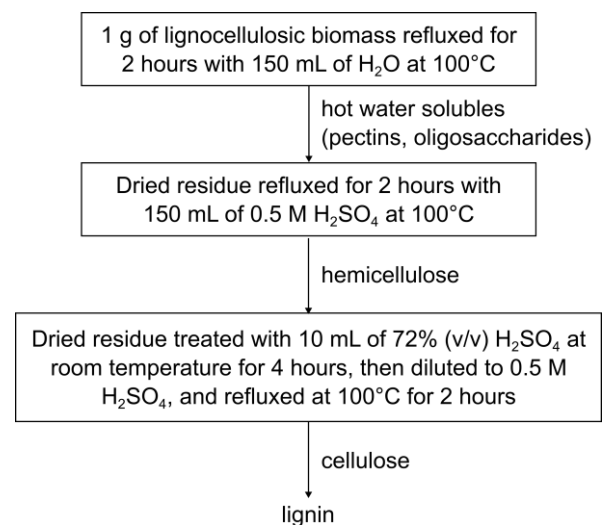 1 g of lignocellulosic biomass refluxed for
2 hours with 150 mL of H₂O at 100°C
hot water solubles
(pectins, oligosaccharides)
Dried residue refluxed for 2 hours with
150 mL of 0.5 M H₂SO₄ at 100°C
hemicellulose
Dried residue treated with 10 mL of 72% (v/v) H₂SO₄ at
room temperature for 4 hours, then diluted to 0.5 M
H₂SO₄, and refluxed at 100°C for 2 hours
cellulose
lignin